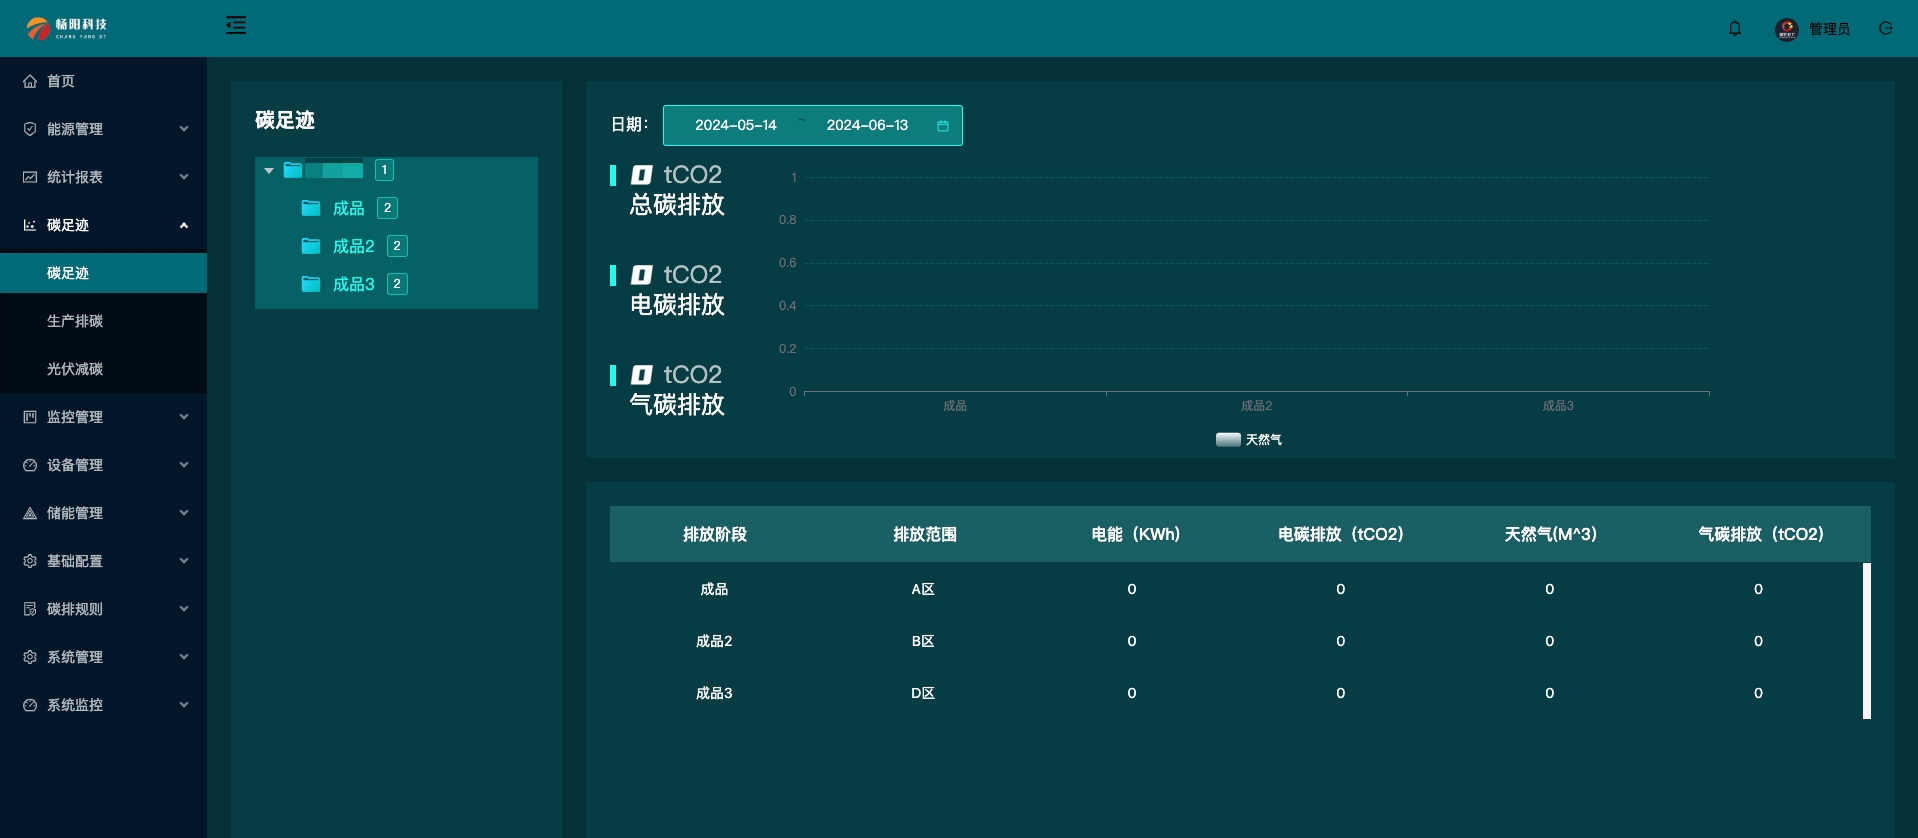 畅阳科技
CHANG YANG ST
管理员
首页
能源管理
统计报表
碳足迹
碳足迹
生产排碳
光伏减碳
监控管理
设备管理
储能管理
基础配置
碳排规则
系统管理
系统监控
碳足迹
1
成品 2
成品2 2
成品3 2
日期: 2024-05-14 ~ 2024-06-13
0 tCO2
总碳排放
0 tCO2
电碳排放
0 tCO2
气碳排放
1
0.8
0.6
0.4
0.2
0
成品 成品2 成品3
天然气
排放阶段 排放范围 电能（KWh） 电碳排放（tCO2） 天然气(M^3) 气碳排放（tCO2）
成品 A区 0 0 0 0
成品2 B区 0 0 0 0
成品3 D区 0 0 0 0